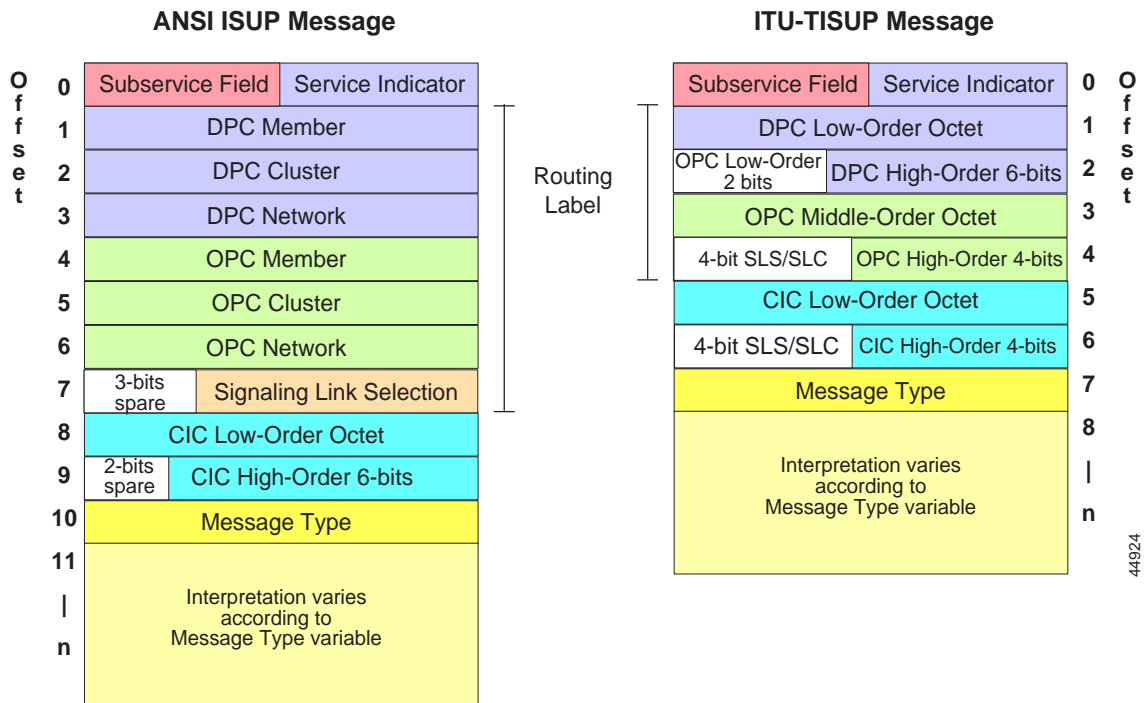 ANSI ISUP Message
Offset
0
Subservice Field
Service Indicator
1
DPC Member
2
DPC Cluster
3
DPC Network
4
OPC Member
5
OPC Cluster
6
OPC Network
7
3-bits
spare
Signaling Link Selection
8
CIC Low-Order Octet
9
2-bits
spare
CIC High-Order 6-bits
10
Message Type
11
|
n
Interpretation varies
according to
Message Type variable
Routing
Label
ITU-TISUP Message
Subservice Field
Service Indicator
0
DPC Low-Order Octet
1
OPC Low-Order
2 bits
DPC High-Order 6-bits
2
OPC Middle-Order Octet
3
4-bit SLS/SLC
OPC High-Order 4-bits
4
CIC Low-Order Octet
5
4-bit SLS/SLC
CIC High-Order 4-bits
6
Message Type
7
Interpretation varies
according to
Message Type variable
8
|
n
Offset
44924